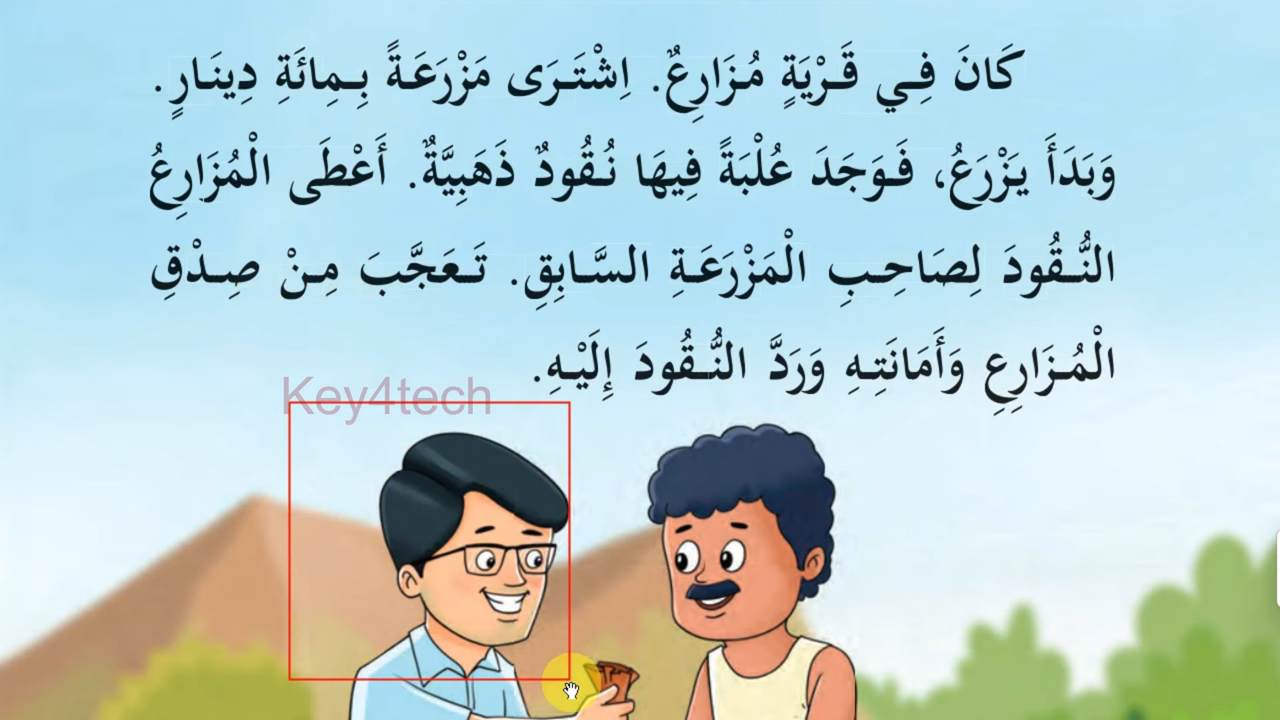 كَانَ فِي قَرْيَةٍ مُزَارِعٌ. اِشْتَرَى مَزْرَعَةً بِمِائَةِ دِينَارٍ.
وَبَدَأَ يَزْرَعُ، فَوَجَدَ عُلْبَةً فِيهَا نُقُودٌ ذَهَبِيَّةٌ. أَعْطَى الْمُزَارِعُ
النُّقُودَ لِصَاحِبِ الْمَزْرَعَةِ السَّابِقِ. تَعَجَّبَ مِنْ صِدْقِ
الْمُزَارِعِ وَأَمَانَتِهِ وَرَدَّ النُّقُودَ إِلَيْهِ.
Key4tech